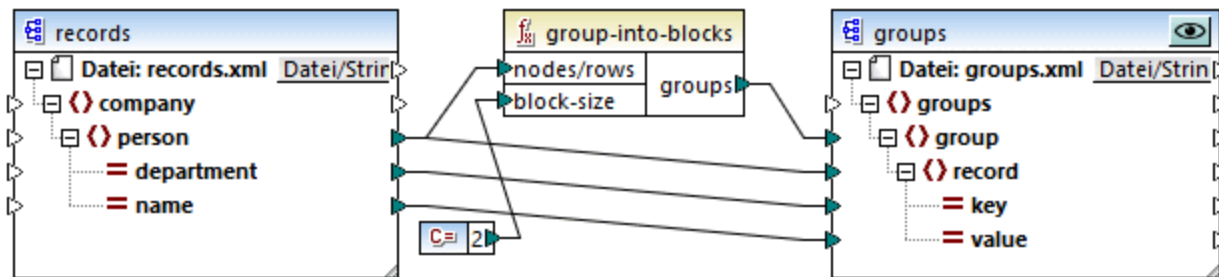 records
Datei: records.xml Datei/Strin
company
person
department
name
group-into-blocks
nodes/rows
block-size
groups
C= 2
groups
Datei: groups.xml Datei/Strin
groups
group
record
key
value